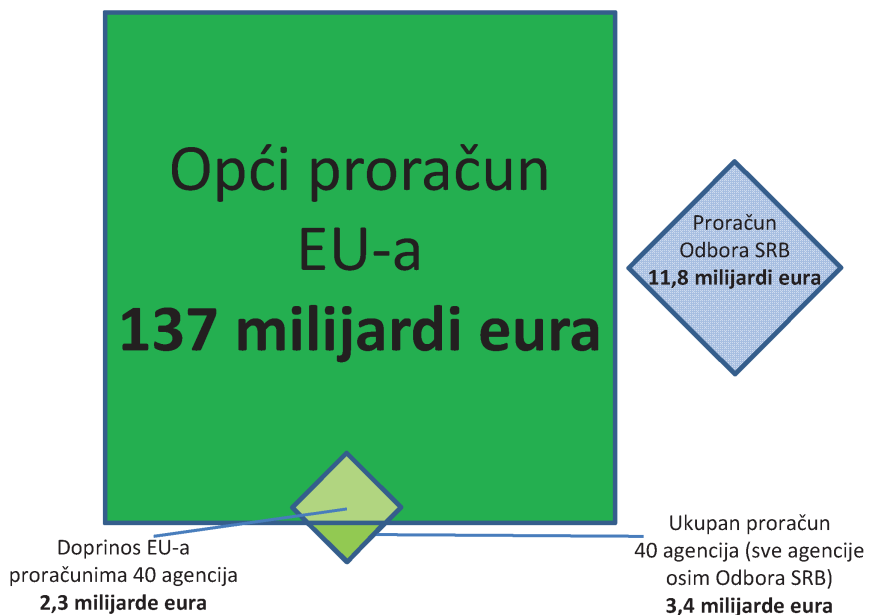 Opći proračun
EU-a
137 milijardi eura
Proračun
Odbora SRB
11,8 milijardi eura
Doprinos EU-a
proračunima 40 agencija
2,3 milijarde eura
Ukupan proračun
40 agencija (sve agencije
osim Odbora SRB)
3,4 milijarde eura